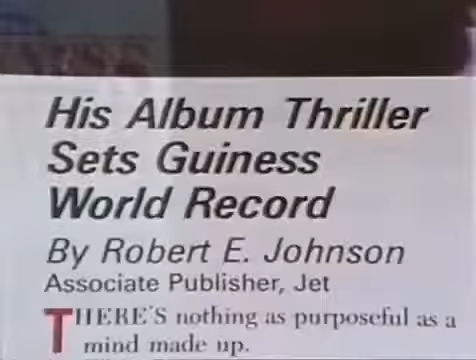 His Album Thriller
Sets Guiness
World Record
By Robert E. Johnson
Associate Publisher, Jet
THERE'S nothing as purposeful as a
mind made up.